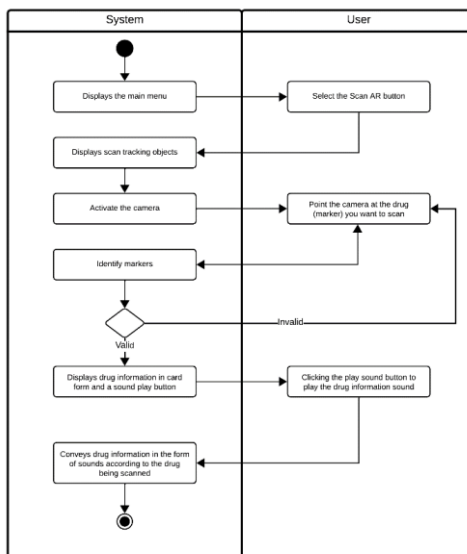 System
User
Displays the main menu
Select the Scan AR button
Displays scan tracking objects
Activate the camera
Point the camera at the drug
(marker) you want to scan
Identify markers
Invalid
Valid
Displays drug information in card
form and a sound play button
Clicking the play sound button to
play the drug information sound
Conveys drug information in the form
of sounds according to the drug
being scanned